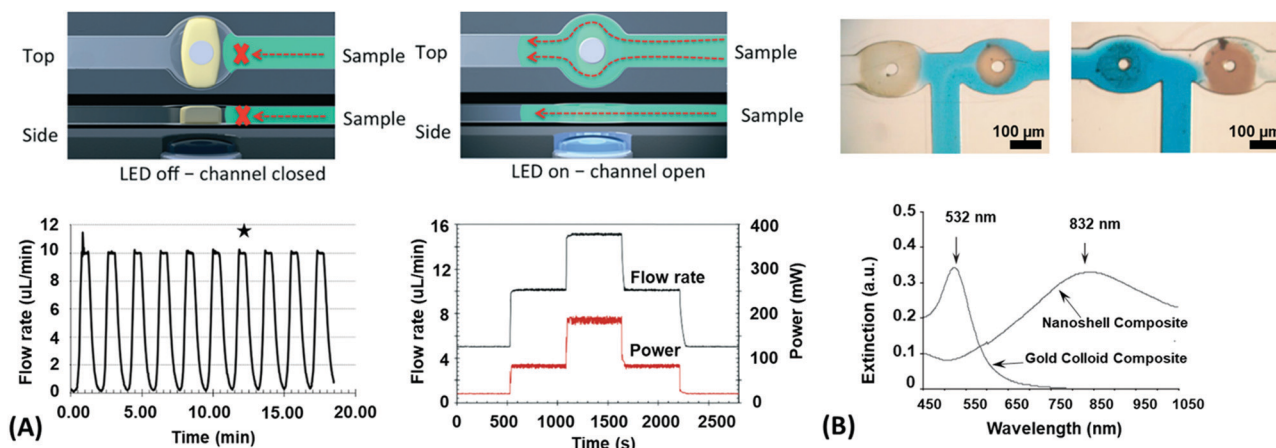 Top
Sample
Sample
Side
LED off – channel closed
Top
Sample
Sample
Side
LED on – channel open
100 µm
100 µm
12
10
8
6
4
2
0
Flow rate (uL/min)
★
0.00
5.00
10.00
15.00
20.00
Time (min)
(A)
16
12
8
4
0
Flow rate (uL/min)
400
300
200
100
0
Power (mW)
Flow rate
Power
0
500
1000
1500
2000
2500
Time (s)
532 nm
832 nm
0.5
0.4
0.3
0.2
0.1
0
Extinction (a.u.)
Nanoshell Composite
Gold Colloid Composite
450
550
650
750
850
950
1050
Wavelength (nm)
(B)